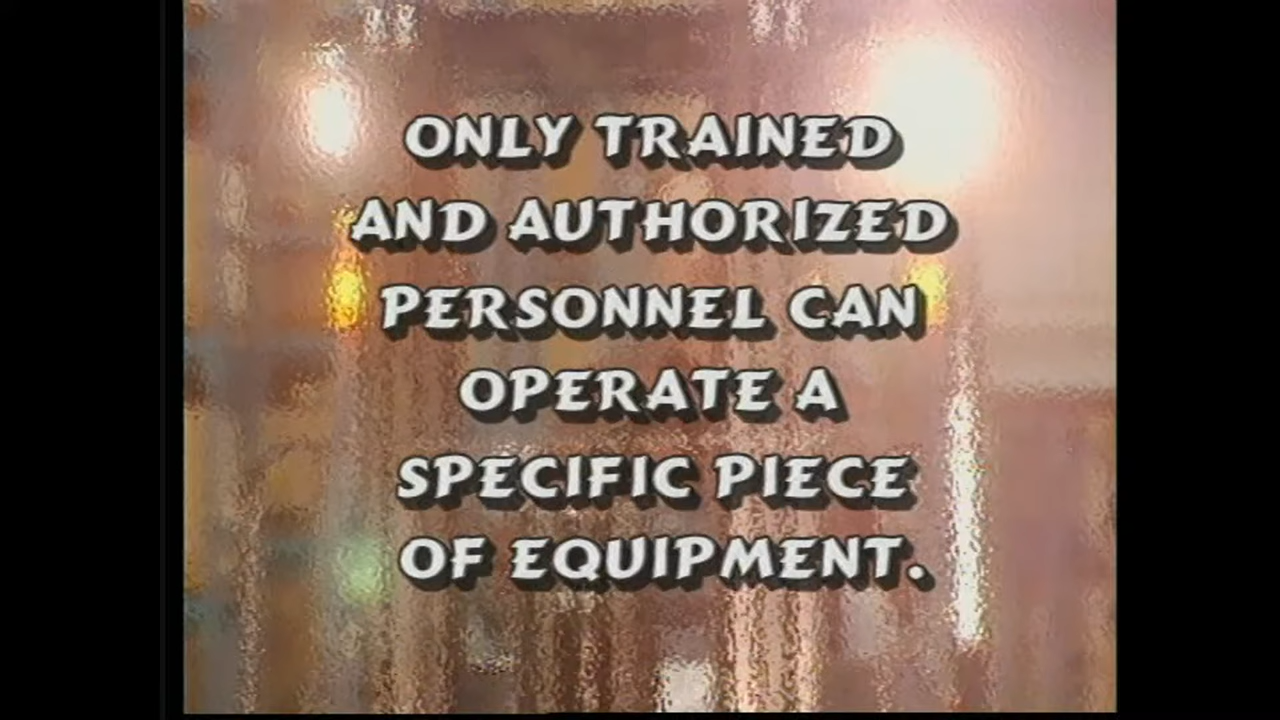 ONLY TRAINED
AND AUTHORIZED
PERSONNEL CAN
OPERATE A
SPECIFIC PIECE
OF EQUIPMENT.